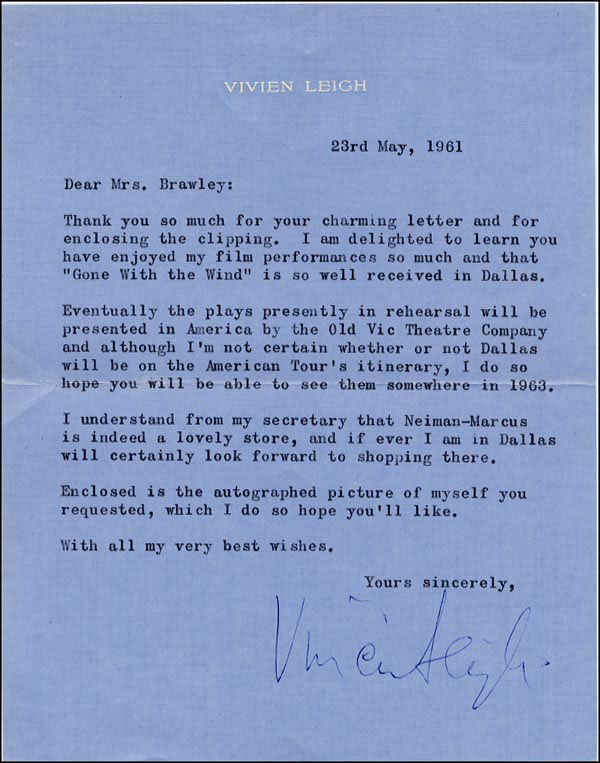 VIVIEN LEIGH
23rd May, 1961
Dear Mrs. Brawley:
Thank you so much for your charming letter and for
enclosing the clipping. I am delighted to learn you
have enjoyed my film performances so much and that
"Gone With the Wind" is so well received in Dallas.
Eventually the plays presently in rehearsal will be
presented in America by the Old Vic Theatre Company
and although I'm not certain whether or not Dallas
will be on the American Tour's itinerary, I do so
hope you will be able to see them somewhere in 1963.
I understand from my secretary that Neiman-Marcus
is indeed a lovely store, and if ever I am in Dallas
will certainly look forward to shopping there.
Enclosed is the autographed picture of myself you
requested, which I do so hope you'll like.
With all my very best wishes.
Yours sincerely,
Vivien Leigh